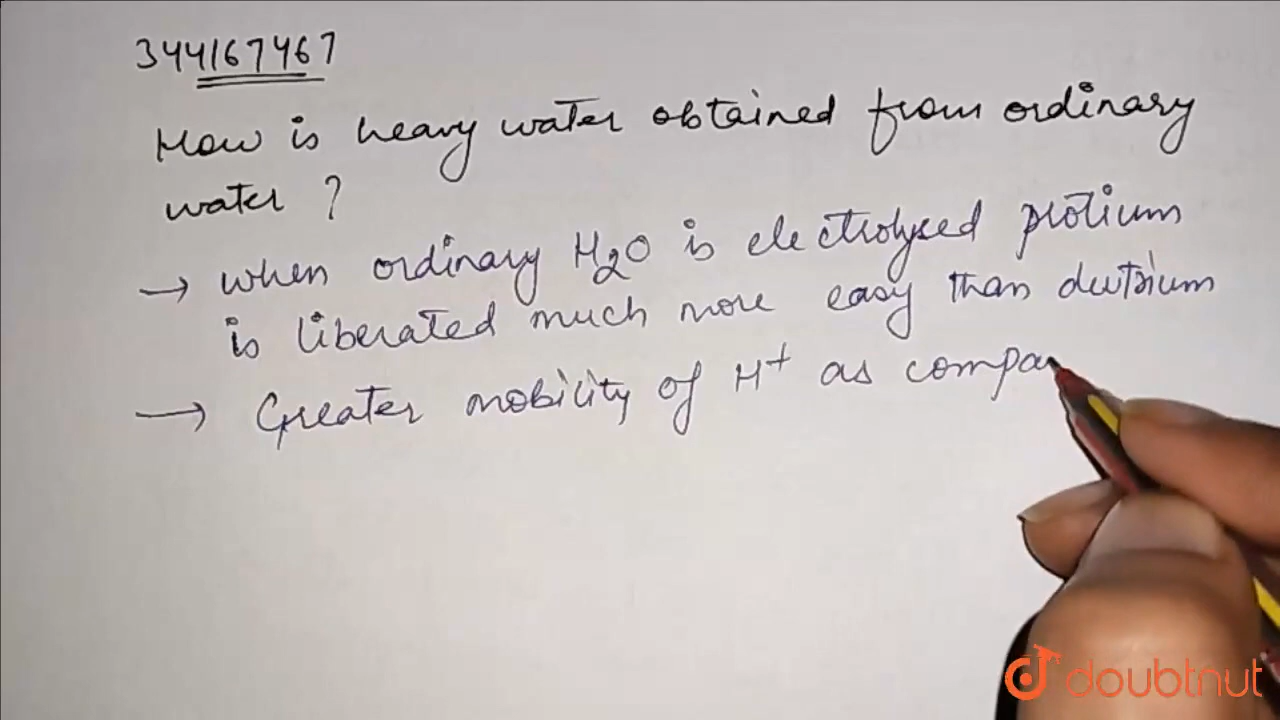 344167467
How is heavy water obtained from ordinary
water ?
→ when ordinary H₂O is electrolysed protium
is liberated much more easy than dutrium
→ Greater mobility of H⁺ as compa
doubtnut